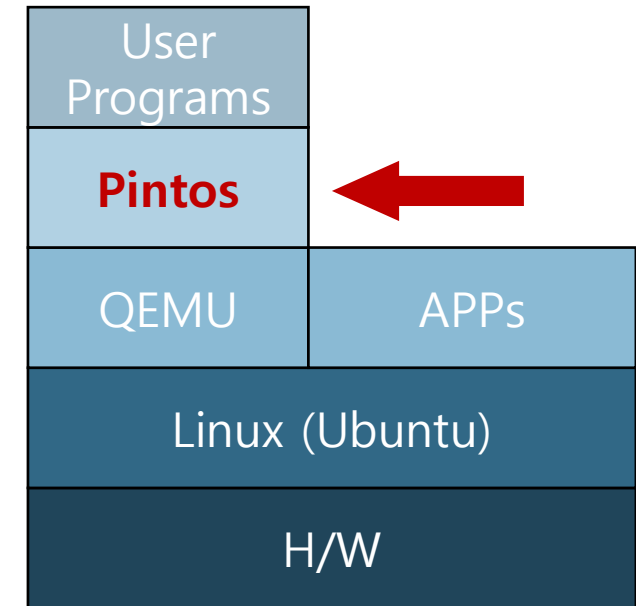 User
Programs
Pintos
QEMU
APPs
Linux (Ubuntu)
H/W